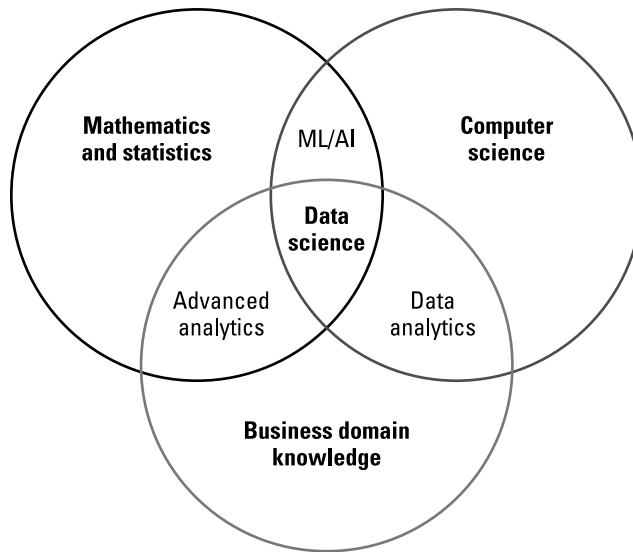 Mathematics
and statistics
ML/AI
Computer
science
Data
science
Advanced
analytics
Data
analytics
Business domain
knowledge